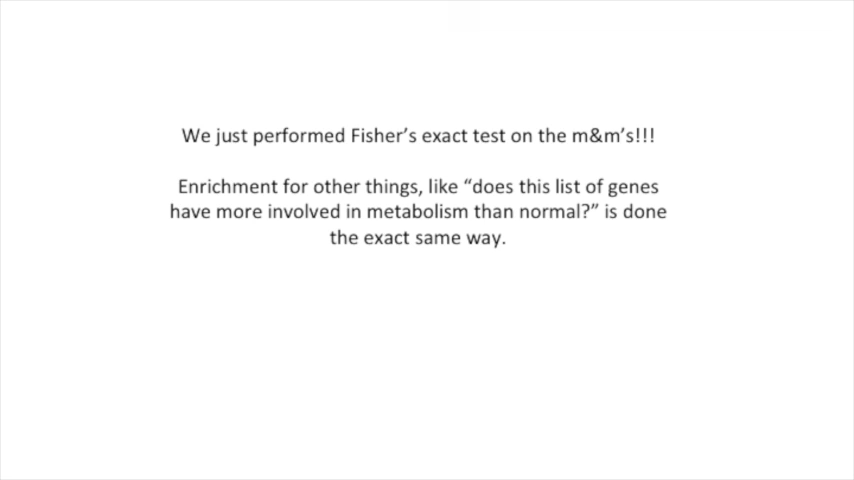 We just performed Fisher’s exact test on the m&m’s!!!
Enrichment for other things, like “does this list of genes
have more involved in metabolism than normal?” is done
the exact same way.